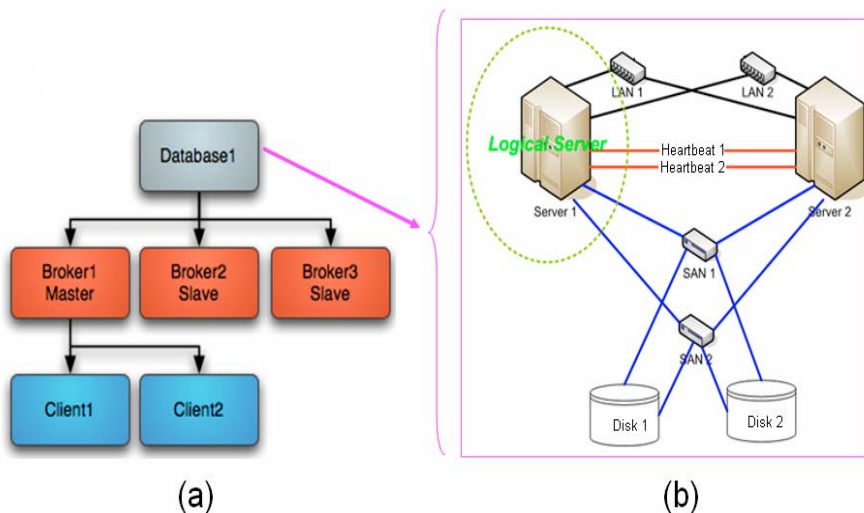 Database1
Broker1
Master
Broker2
Slave
Broker3
Slave
Client1
Client2
(a)
LAN 1
LAN 2
Logical Server
Heartbeat 1
Heartbeat 2
Server 1
Server 2
SAN 1
SAN 2
Disk 1
Disk 2
(b)